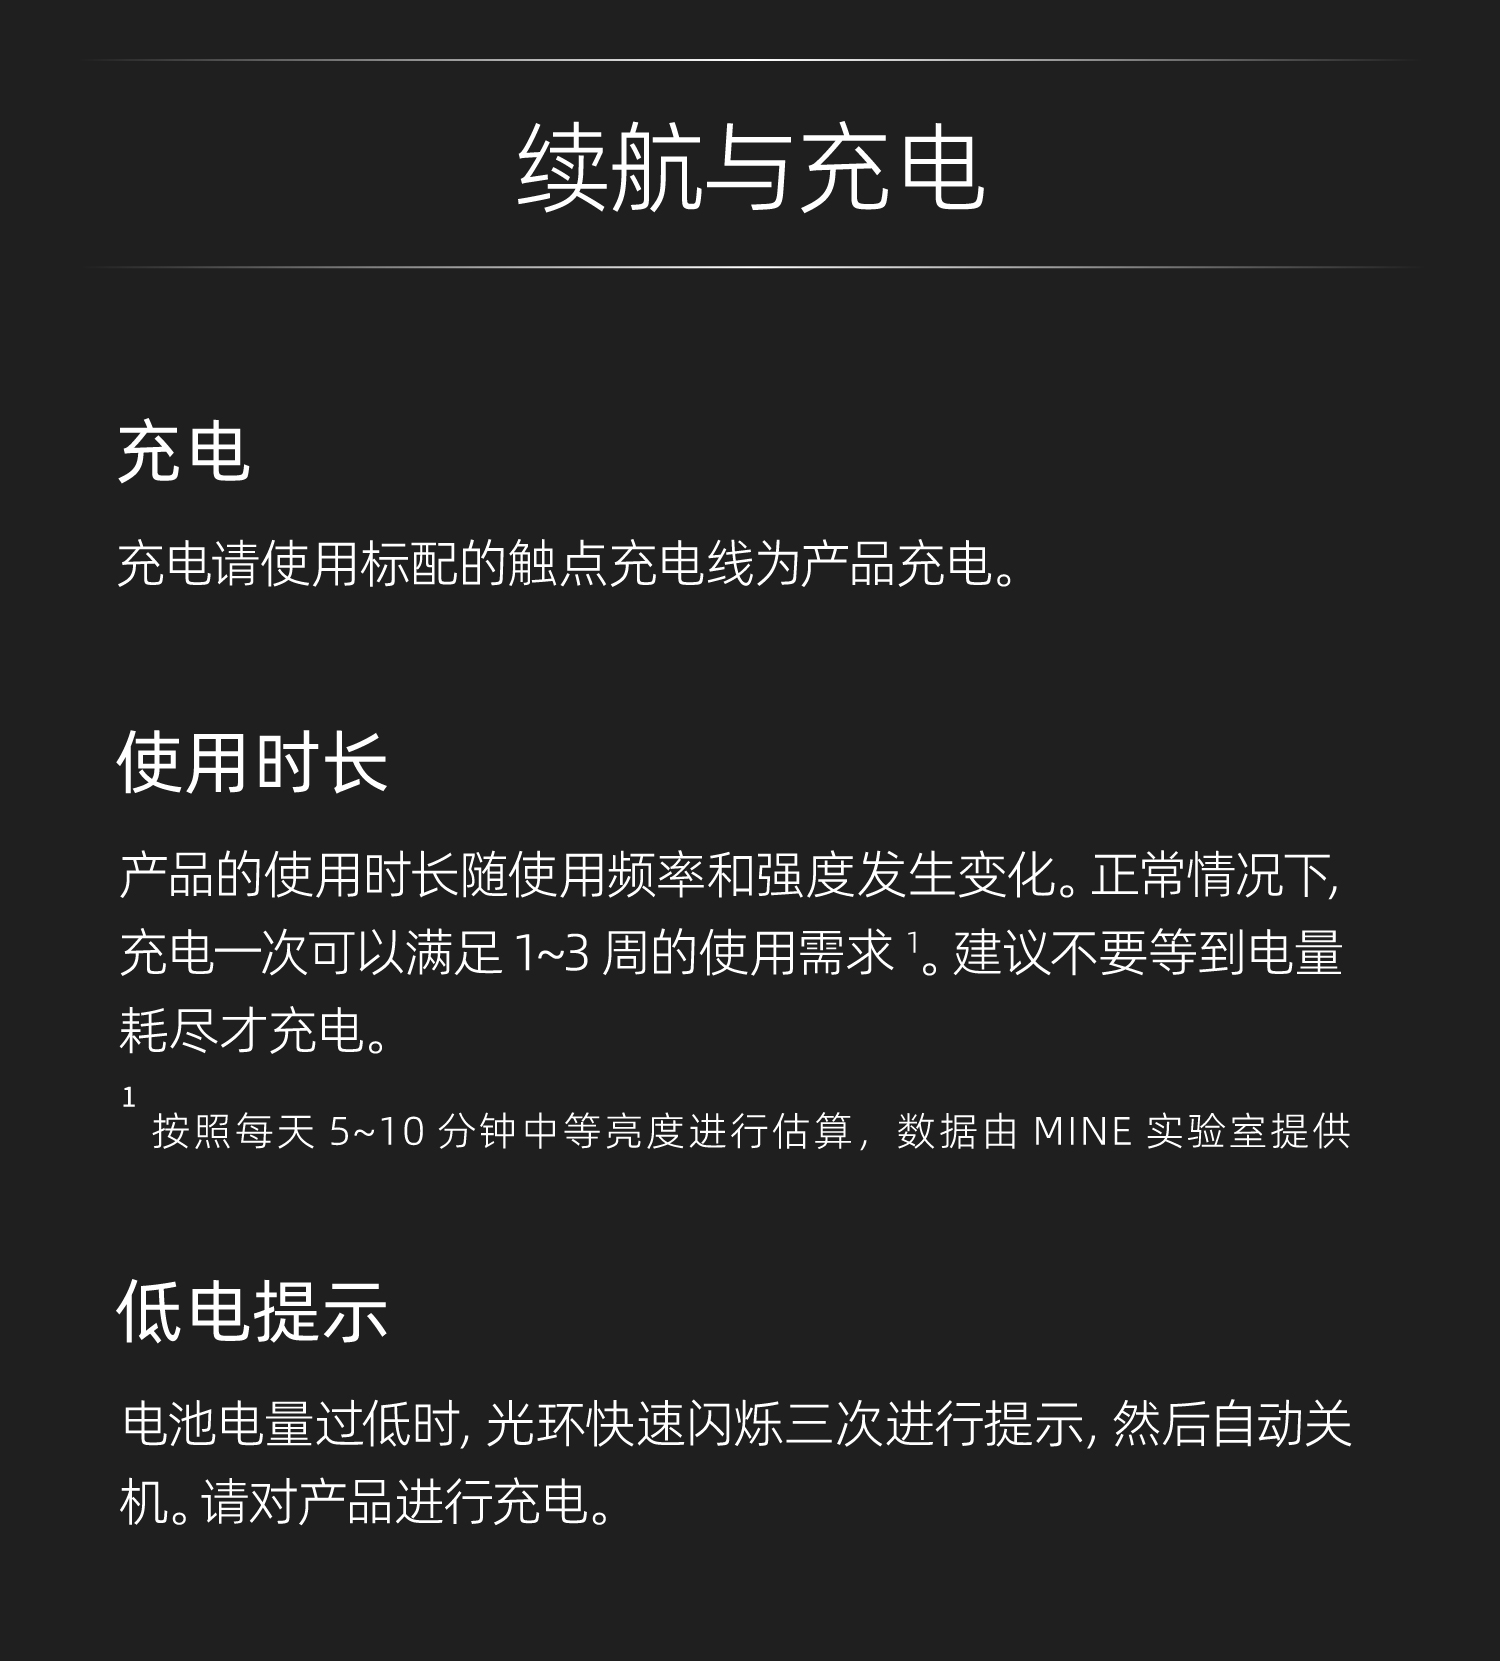 续航与充电
充电
充电请使用标配的触点充电线为产品充电。
使用时长
产品的使用时长随使用频率和强度发生变化。正常情况下,
充电一次可以满足 1~3 周的使用需求 ¹。建议不要等到电量
耗尽才充电。
¹ 按照每天 5~10 分钟中等亮度进行估算，数据由 MINE 实验室提供
低电提示
电池电量过低时, 光环快速闪烁三次进行提示, 然后自动关
机。请对产品进行充电。